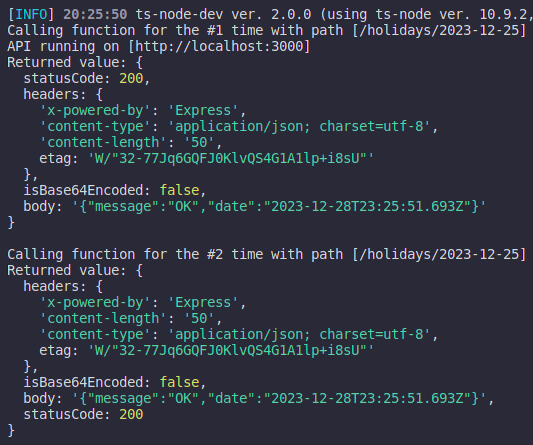 [INFO] 20:25:50 ts-node-dev ver. 2.0.0 (using ts-node ver. 10.9.2,
Calling function for the #1 time with path [/holidays/2023-12-25]
API running on [http://localhost:3000]
Returned value: {
  statusCode: 200,
  headers: {
    'x-powered-by': 'Express',
    'content-type': 'application/json; charset=utf-8',
    'content-length': '50',
    etag: 'W/"32-77Jq6GQFJ0KlvQS4G1A1lp+i8sU"'
  },
  isBase64Encoded: false,
  body: '{"message":"OK","date":"2023-12-28T23:25:51.693Z"}'
}

Calling function for the #2 time with path [/holidays/2023-12-25]
Returned value: {
  headers: {
    'x-powered-by': 'Express',
    'content-length': '50',
    'content-type': 'application/json; charset=utf-8',
    etag: 'W/"32-77Jq6GQFJ0KlvQS4G1A1lp+i8sU"'
  },
  isBase64Encoded: false,
  body: '{"message":"OK","date":"2023-12-28T23:25:51.693Z"}',
  statusCode: 200
}